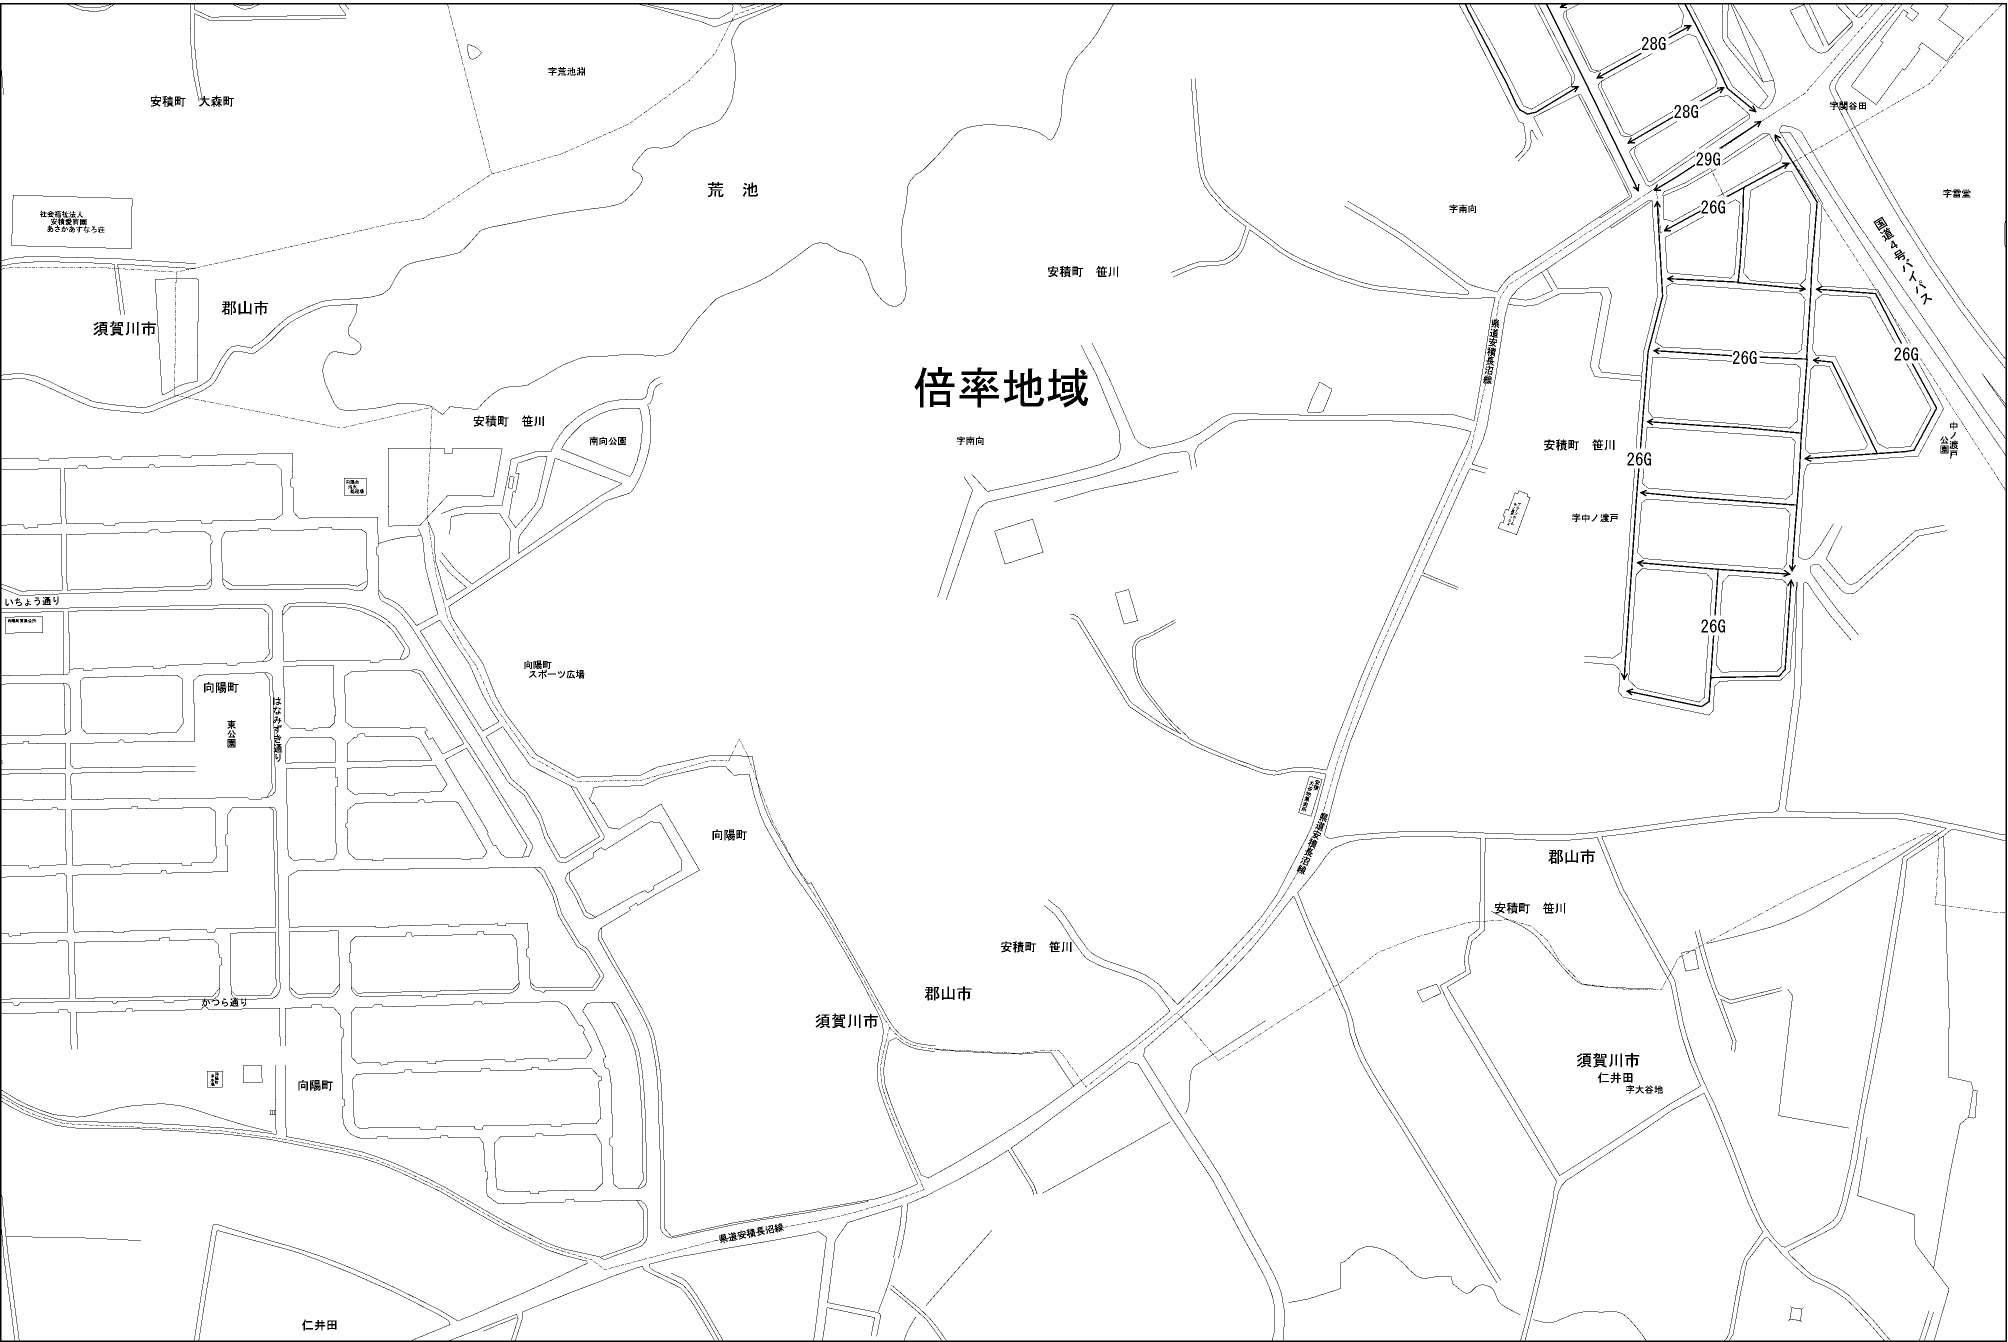 28G
28G
29G
26G
26G
26G
26G
26G
字関谷田
字雷堂
国道4号バイパス
字荒池淵
安積町 大森町
荒 池
社会福祉法人
安積愛育園
あさかあすなろ荘
字南向
安積町 笹川
郡山市
須賀川市
県道安積長沼線
倍率地域
安積町 笹川
南向公園
字南向
安積町 笹川
中ノ渡戸
公園
字中ノ渡戸
いちょう通り
向陽町
スポーツ広場
向陽町
東公園
はなみずき通り
向陽町
県道安積長沼線
郡山市
安積町 笹川
安積町 笹川
郡山市
須賀川市
かつら通り
向陽町
須賀川市
仁井田
字大谷地
県道安積長沼線
仁井田